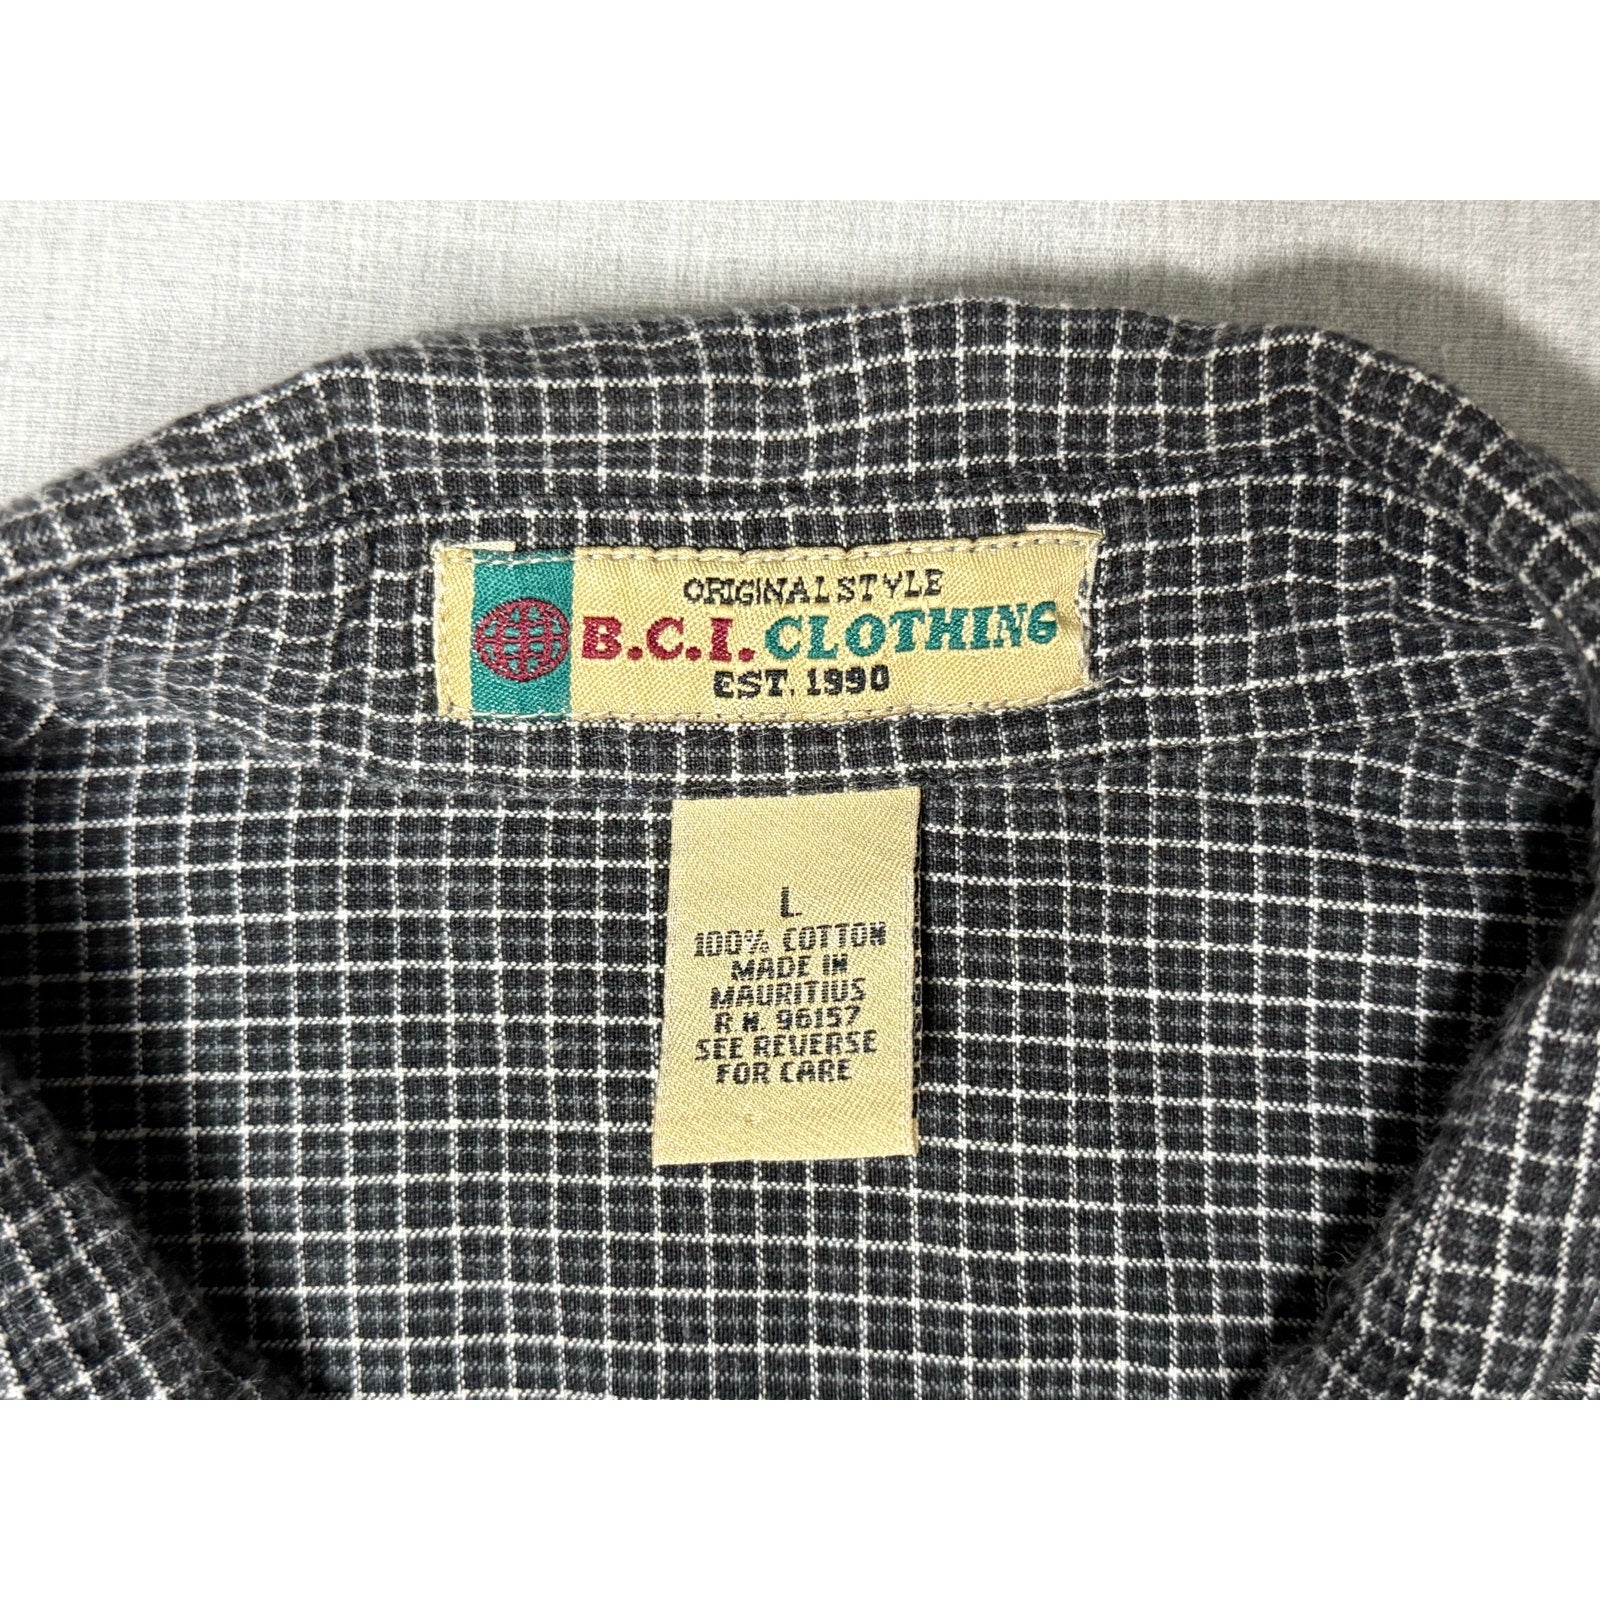 ORIGINAL STYLE
B.C.I. CLOTHING
EST. 1990
L
100% COTTON
MADE IN
MAURITIUS
R N. 96157
SEE REVERSE
FOR CARE